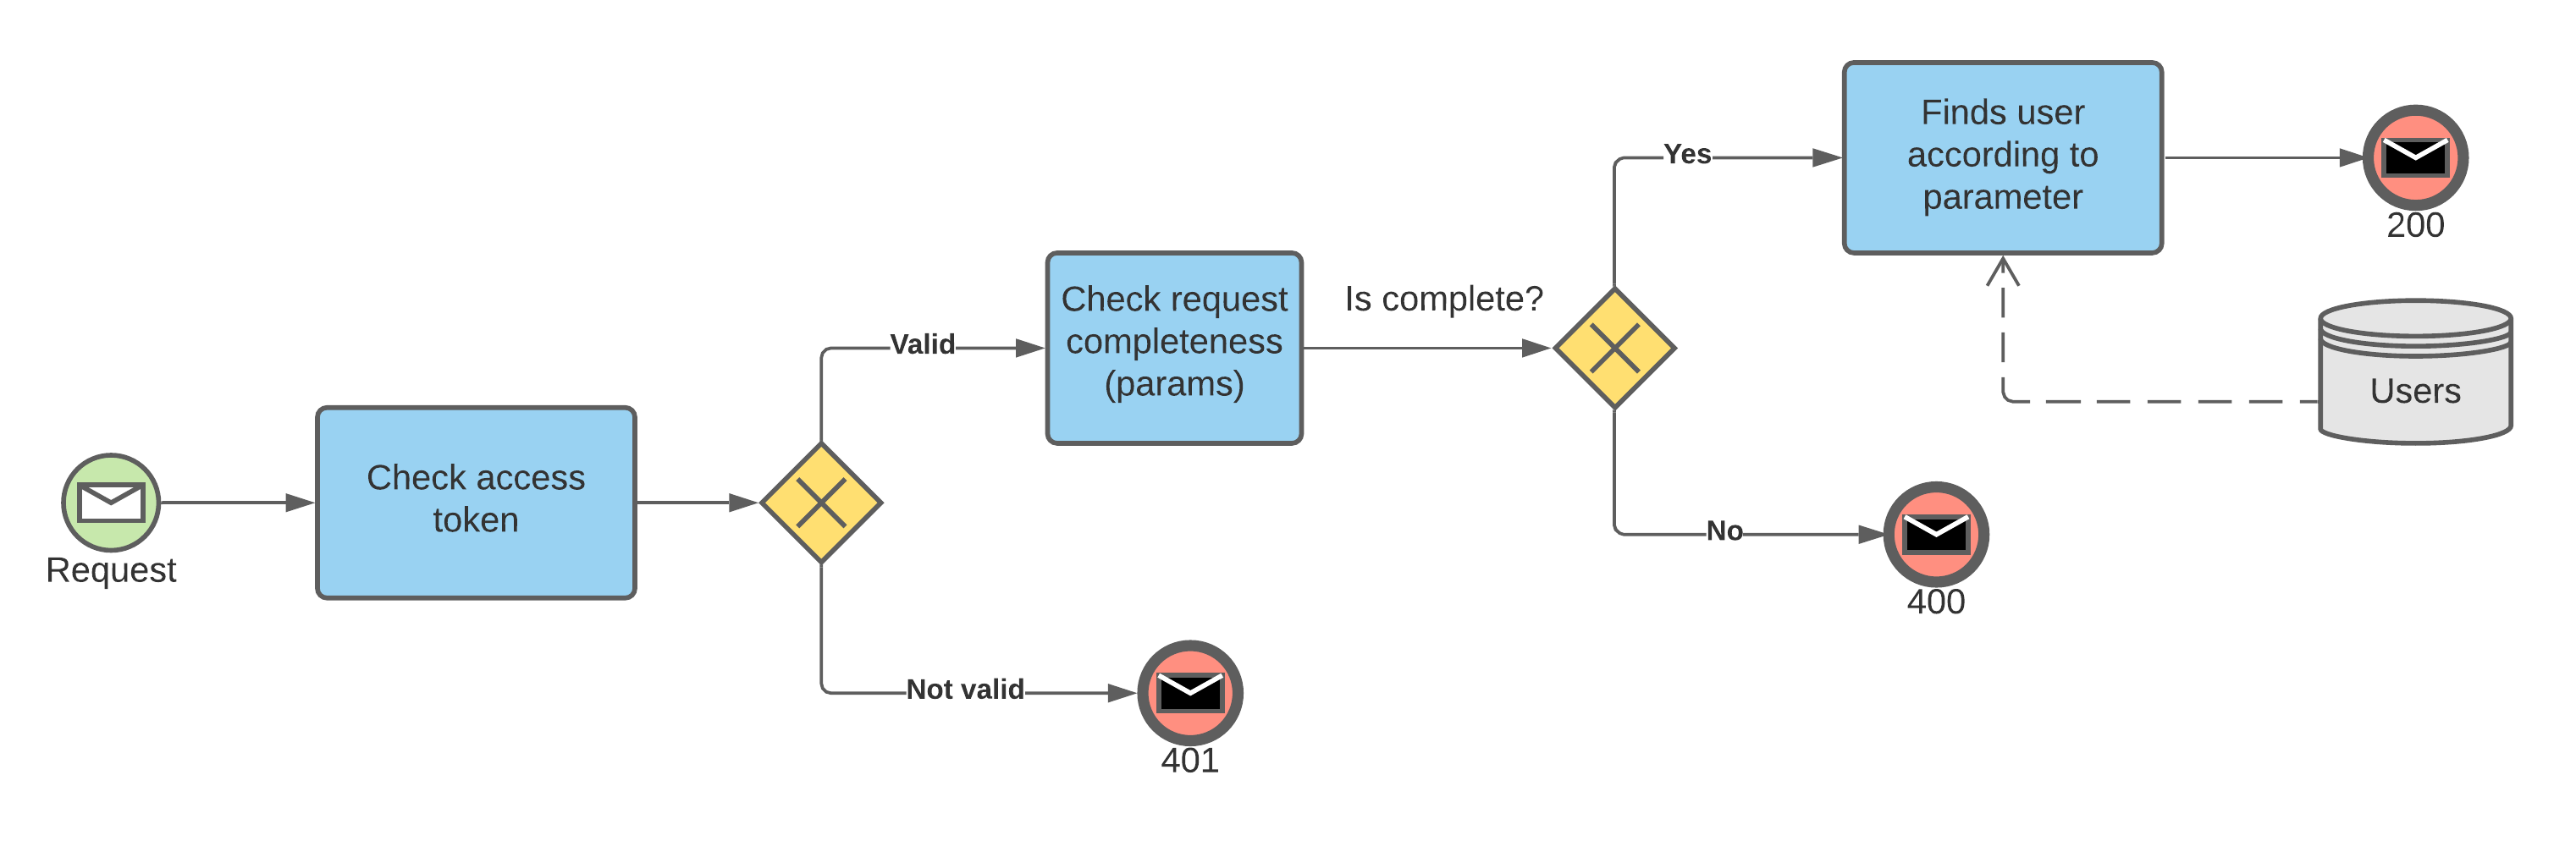 Request
Check access
token
Valid
Not valid
401
Check request
completeness
(params)
Is complete?
Yes
No
400
Finds user
according to
parameter
200
Users